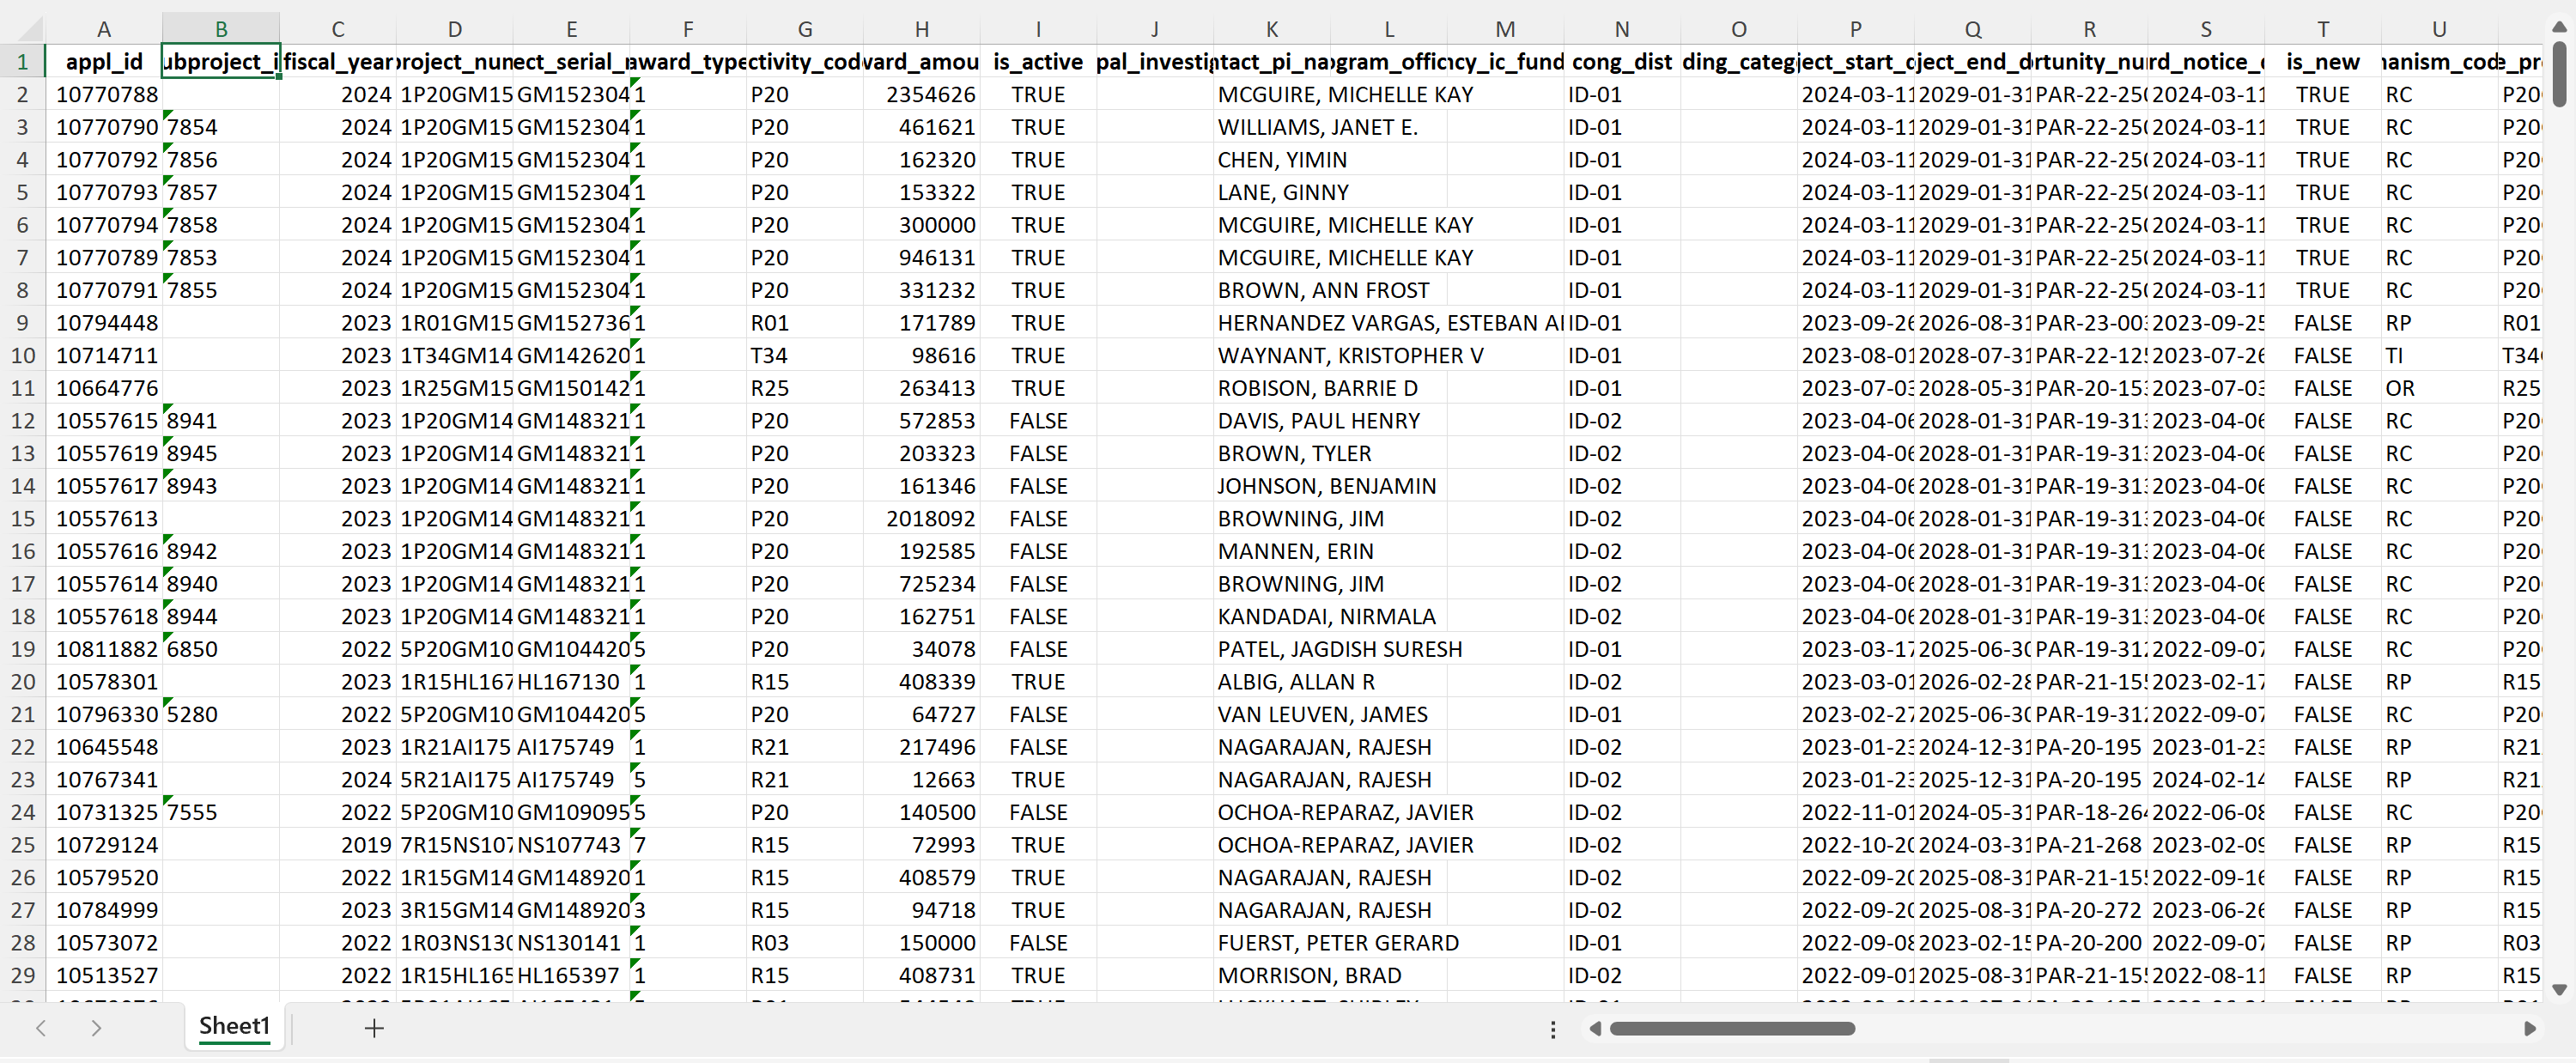 A B C D E F G H I J K L M N O P Q R S T U
1 appl_id ubproject_i fiscal_year project_num ect_serial_n award_type ctivity_cod vard_amou is_active pal_investig ntact_pi_na gram_offic cy_ic_fund cong_dist ding_categ ject_start_d ject_end_d rtunity_nur rd_notice_d is_new anism_cod e_pr
2 10770788 2024 1P20GM15 GM152304 1 P20 2354626 TRUE MCGUIRE, MICHELLE KAY ID-01 2024-03-11 2029-01-31 PAR-22-250 2024-03-11 TRUE RC P20
3 10770790 7854 2024 1P20GM15 GM152304 1 P20 461621 TRUE WILLIAMS, JANET E. ID-01 2024-03-11 2029-01-31 PAR-22-250 2024-03-11 TRUE RC P20
4 10770792 7856 2024 1P20GM15 GM152304 1 P20 162320 TRUE CHEN, YIMIN ID-01 2024-03-11 2029-01-31 PAR-22-250 2024-03-11 TRUE RC P20
5 10770793 7857 2024 1P20GM15 GM152304 1 P20 153322 TRUE LANE, GINNY ID-01 2024-03-11 2029-01-31 PAR-22-250 2024-03-11 TRUE RC P20
6 10770794 7858 2024 1P20GM15 GM152304 1 P20 300000 TRUE MCGUIRE, MICHELLE KAY ID-01 2024-03-11 2029-01-31 PAR-22-250 2024-03-11 TRUE RC P20
7 10770789 7853 2024 1P20GM15 GM152304 1 P20 946131 TRUE MCGUIRE, MICHELLE KAY ID-01 2024-03-11 2029-01-31 PAR-22-250 2024-03-11 TRUE RC P20
8 10770791 7855 2024 1P20GM15 GM152304 1 P20 331232 TRUE BROWN, ANN FROST ID-01 2024-03-11 2029-01-31 PAR-22-250 2024-03-11 TRUE RC P20
9 10794448 2023 1R01GM15 GM152736 1 R01 171789 TRUE HERNANDEZ VARGAS, ESTEBAN A ID-01 2023-09-26 2026-08-31 PAR-23-003 2023-09-25 FALSE RP R01
10 10714711 2023 1T34GM14 GM142620 1 T34 98616 TRUE WAYNANT, KRISTOPHER V ID-01 2023-08-01 2028-07-31 PAR-22-125 2023-07-26 FALSE TI T34
11 10664776 2023 1R25GM15 GM150142 1 R25 263413 TRUE ROBISON, BARRIE D ID-01 2023-07-03 2028-05-31 PAR-20-153 2023-07-03 FALSE OR R25
12 10557615 8941 2023 1P20GM14 GM148321 1 P20 572853 FALSE DAVIS, PAUL HENRY ID-02 2023-04-06 2028-01-31 PAR-19-313 2023-04-06 FALSE RC P20
13 10557619 8945 2023 1P20GM14 GM148321 1 P20 203323 FALSE BROWN, TYLER ID-02 2023-04-06 2028-01-31 PAR-19-313 2023-04-06 FALSE RC P20
14 10557617 8943 2023 1P20GM14 GM148321 1 P20 161346 FALSE JOHNSON, BENJAMIN ID-02 2023-04-06 2028-01-31 PAR-19-313 2023-04-06 FALSE RC P20
15 10557613 2023 1P20GM14 GM148321 1 P20 2018092 FALSE BROWNING, JIM ID-02 2023-04-06 2028-01-31 PAR-19-313 2023-04-06 FALSE RC P20
16 10557616 8942 2023 1P20GM14 GM148321 1 P20 192585 FALSE MANNEN, ERIN ID-02 2023-04-06 2028-01-31 PAR-19-313 2023-04-06 FALSE RC P20
17 10557614 8940 2023 1P20GM14 GM148321 1 P20 725234 FALSE BROWNING, JIM ID-02 2023-04-06 2028-01-31 PAR-19-313 2023-04-06 FALSE RC P20
18 10557618 8944 2023 1P20GM14 GM148321 1 P20 162751 FALSE KANDADAI, NIRMALA ID-02 2023-04-06 2028-01-31 PAR-19-313 2023-04-06 FALSE RC P20
19 10811882 6850 2022 5P20GM10 GM104420 5 P20 34078 FALSE PATEL, JAGDISH SURESH ID-01 2023-03-17 2025-06-30 PAR-19-312 2022-09-07 FALSE RC P20
20 10578301 2023 1R15HL167 HL167130 1 R15 408339 TRUE ALBIG, ALLAN R ID-02 2023-03-01 2026-02-28 PAR-21-155 2023-02-17 FALSE RP R15
21 10796330 5280 2022 5P20GM10 GM104420 5 P20 64727 FALSE VAN LEUVEN, JAMES ID-01 2023-02-27 2025-06-30 PAR-19-312 2022-09-07 FALSE RC P20
22 10645548 2023 1R21AI175 AI175749 1 R21 217496 FALSE NAGARAJAN, RAJESH ID-02 2023-01-23 2024-12-31 PA-20-195 2023-01-23 FALSE RP R21
23 10767341 2024 5R21AI175 AI175749 5 R21 12663 TRUE NAGARAJAN, RAJESH ID-02 2023-01-23 2025-12-31 PA-20-195 2024-02-14 FALSE RP R21
24 10731325 7555 2022 5P20GM10 GM109095 5 P20 140500 FALSE OCHOA-REPARAZ, JAVIER ID-02 2022-11-01 2024-05-31 PAR-18-264 2022-06-08 FALSE RC P20
25 10729124 2019 7R15NS107 NS107743 7 R15 72993 TRUE OCHOA-REPARAZ, JAVIER ID-02 2022-10-20 2024-03-31 PA-21-268 2023-02-09 FALSE RP R15
26 10579520 2022 1R15GM14 GM148920 1 R15 408579 TRUE NAGARAJAN, RAJESH ID-02 2022-09-20 2025-08-31 PAR-21-155 2022-09-16 FALSE RP R15
27 10784999 2023 3R15GM14 GM148920 3 R15 94718 TRUE NAGARAJAN, RAJESH ID-02 2022-09-20 2025-08-31 PA-20-272 2023-06-26 FALSE RP R15
28 10573072 2022 1R03NS130 NS130141 1 R03 150000 FALSE FUERST, PETER GERARD ID-01 2022-09-08 2023-02-15 PA-20-200 2022-09-07 FALSE RP R03
29 10513527 2022 1R15HL165 HL165397 1 R15 408731 TRUE MORRISON, BRAD ID-02 2022-09-01 2025-08-31 PAR-21-155 2022-08-11 FALSE RP R15
Sheet1